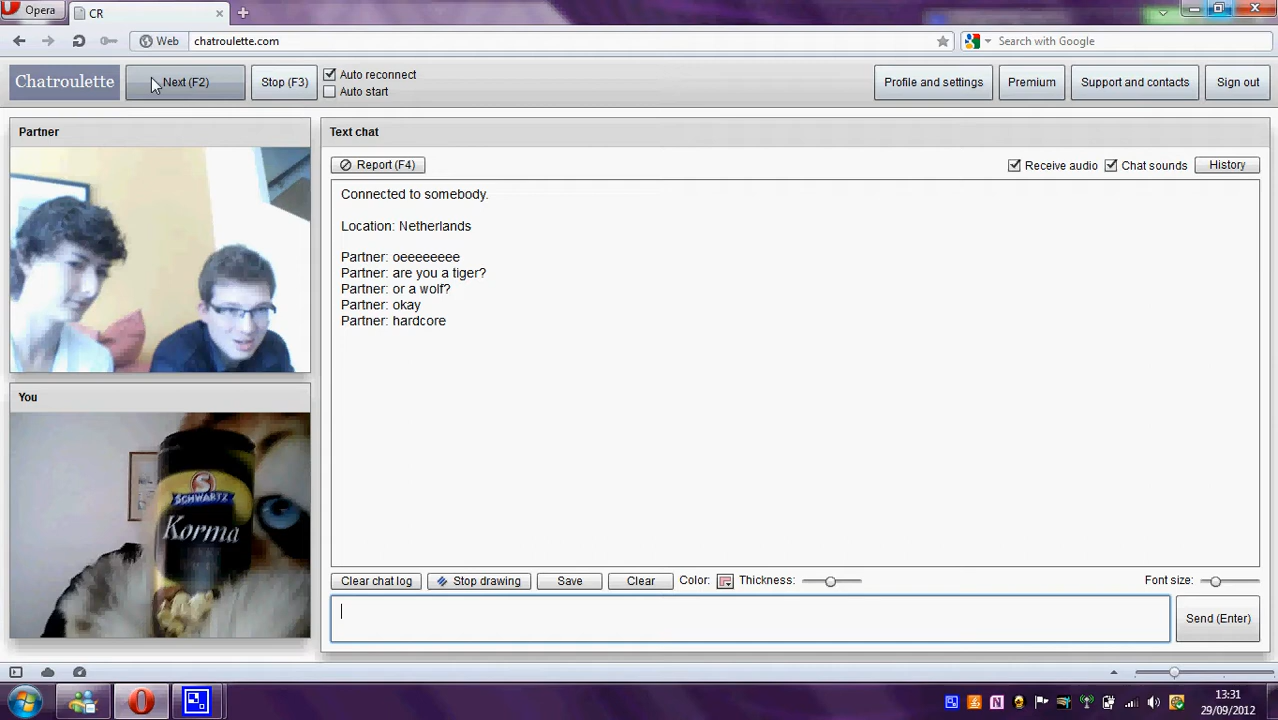 Opera
CR
Web
chatroulette.com
Search with Google
Chatroulette
Next (F2)
Stop (F3)
Auto reconnect
Auto start
Profile and settings
Premium
Support and contacts
Sign out
Partner
Text chat
Report (F4)
Receive audio
Chat sounds
History
Connected to somebody.
Location: Netherlands
Partner: oeeeeeeee
Partner: are you a tiger?
Partner: or a wolf?
Partner: okay
Partner: hardcore
You
S
SCHWARTZ
Korma
Clear chat log
Stop drawing
Save
Clear
Color:
Thickness:
Font size:
Send (Enter)
N
13:31
29/09/2012